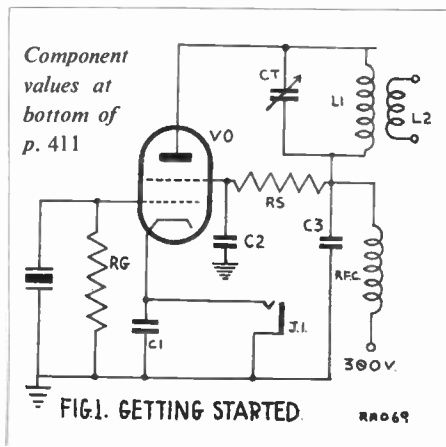 Component
values at
bottom of
p. 411
CT
L1
L2
VO
RS
C3
RG
C2
R.F.C.
C1
J.1.
300V.
FIG.1. GETTING STARTED.
RA069